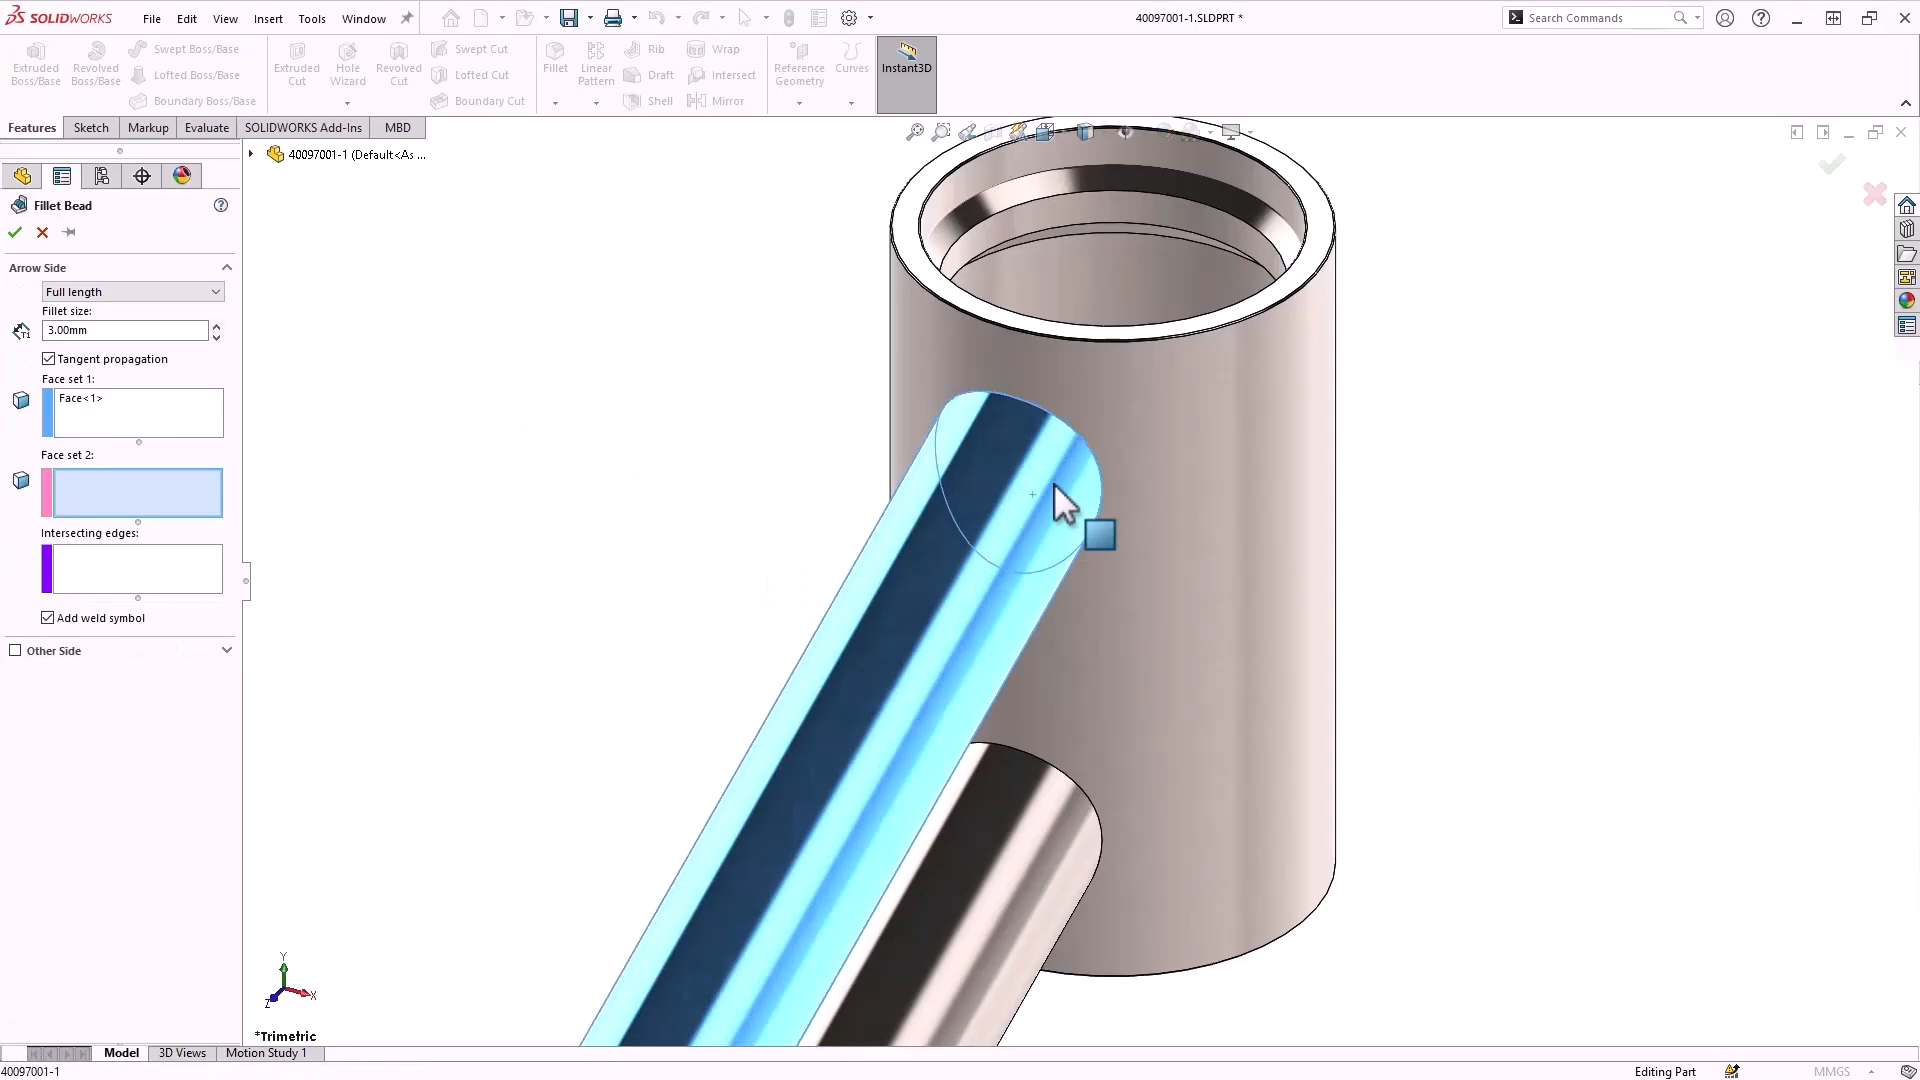 SOLIDWORKS File Edit View Insert Tools Window 40097001-1.SLDPRT * Search Commands
Extruded Boss/Base
Revolved Boss/Base
Swept Boss/Base
Lofted Boss/Base
Boundary Boss/Base
Extruded Cut
Hole Wizard
Revolved Cut
Swept Cut
Lofted Cut
Boundary Cut
Fillet
Linear Pattern
Rib
Draft
Shell
Wrap
Intersect
Mirror
Reference Geometry
Curves
Instant3D
Features Sketch Markup Evaluate SOLIDWORKS Add-Ins MBD
40097001-1 (Default<As ...
Fillet Bead
Arrow Side
Full length
Fillet size:
T1 3.00mm
Tangent propagation
Face set 1:
Face<1>
Face set 2:
Intersecting edges:
Add weld symbol
Other Side
Y
X
Z
*Trimetric
Model 3D Views Motion Study 1
40097001-1 Editing Part MMGS